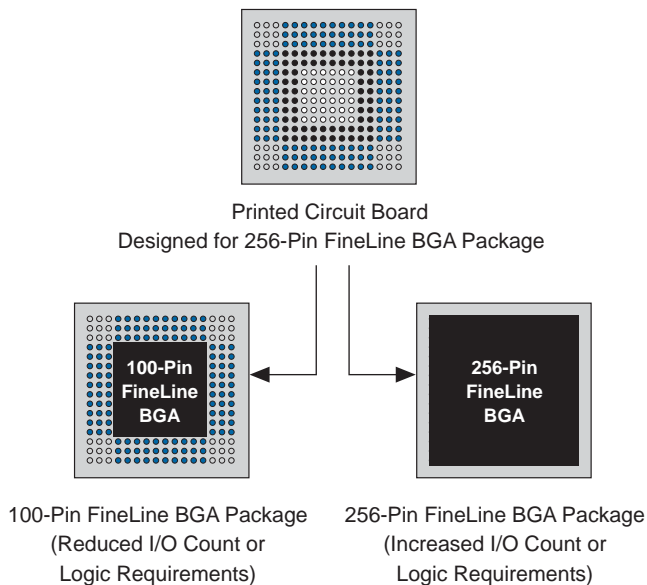 Printed Circuit Board
Designed for 256-Pin FineLine BGA Package
100-Pin
FineLine
BGA
256-Pin
FineLine
BGA
100-Pin FineLine BGA Package
(Reduced I/O Count or
Logic Requirements)
256-Pin FineLine BGA Package
(Increased I/O Count or
Logic Requirements)